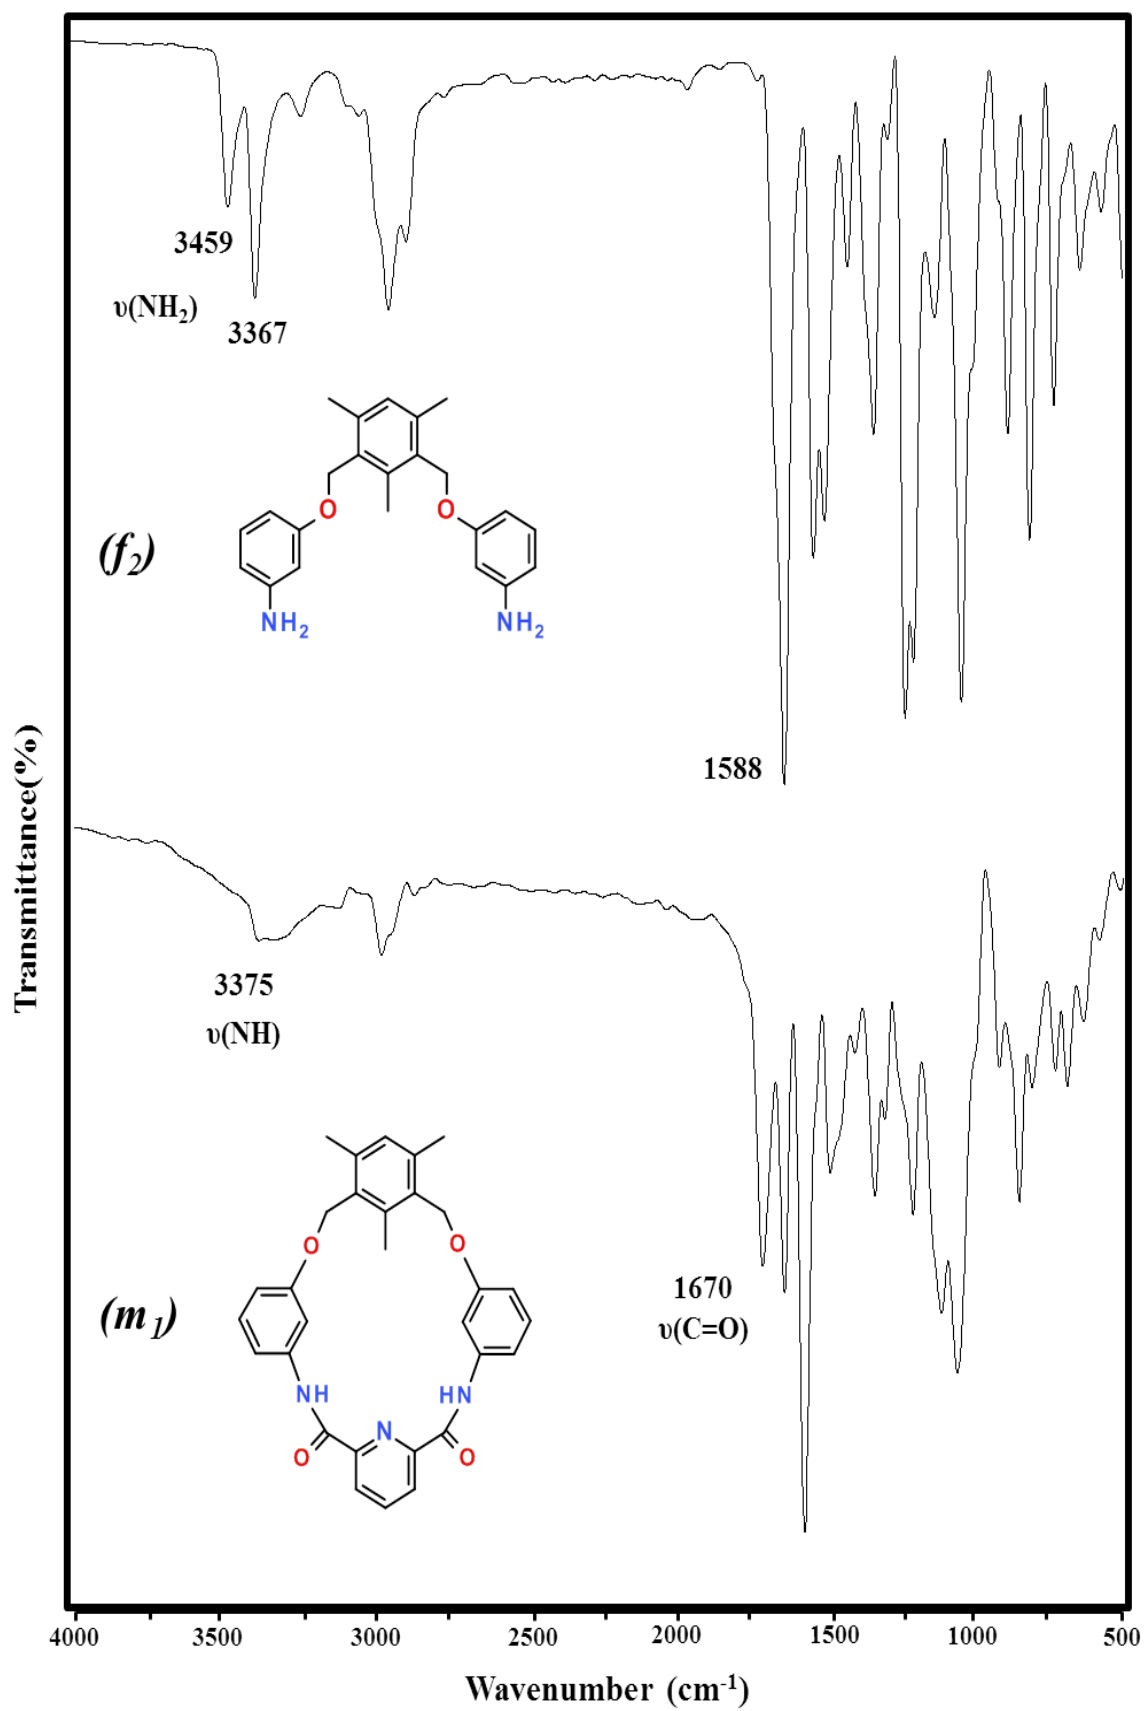 3459
υ(NH2)
3367
O
O
(f2)
NH2
NH2
1588
Transmittance(%)
3375
υ(NH)
O
O
1670
υ(C=O)
(m1)
NH
HN
N
O
O
4000 3500 3000 2500 2000 1500 1000 500
Wavenumber (cm-1)